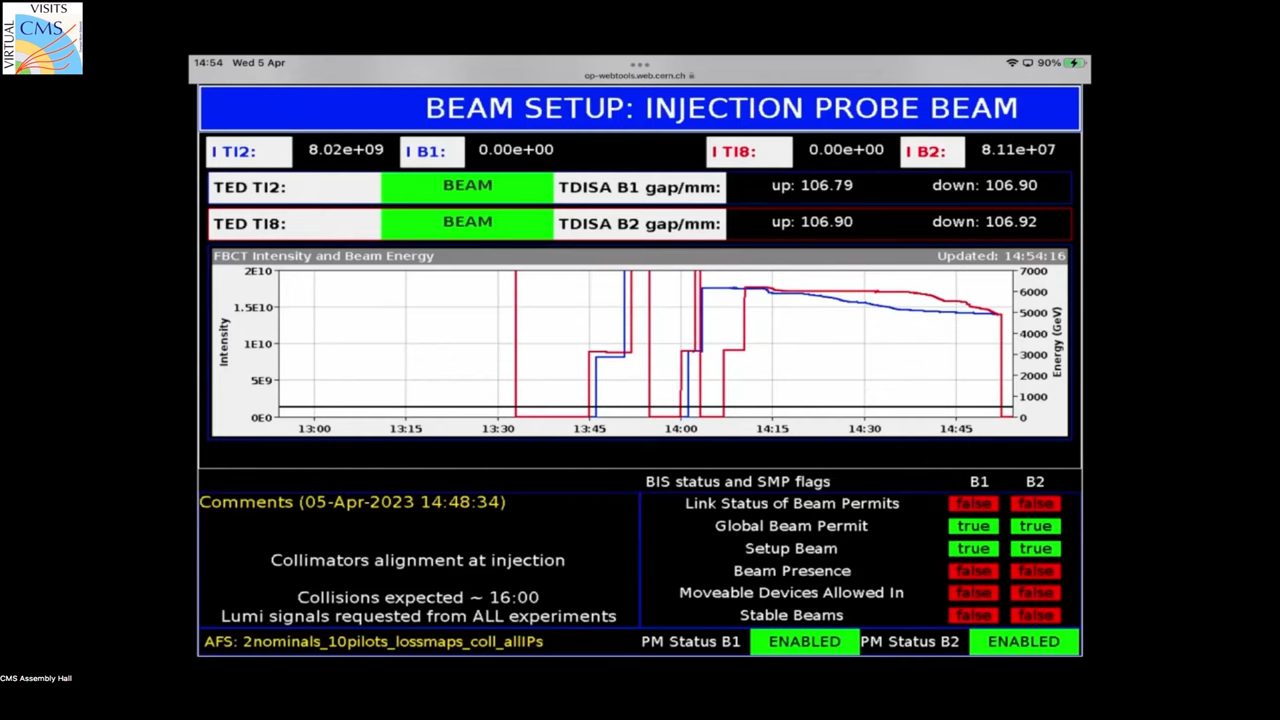 VISITS
VIRTUAL
CMS
14:54 Wed 5 Apr
90%
op-webtools.web.cern.ch
BEAM SETUP: INJECTION PROBE BEAM
I TI2: 8.02e+09 I B1: 0.00e+00 I TI8: 0.00e+00 I B2: 8.11e+07
TED TI2: BEAM TDISA B1 gap/mm: up: 106.79 down: 106.90
TED TI8: BEAM TDISA B2 gap/mm: up: 106.90 down: 106.92
FBCT Intensity and Beam Energy Updated: 14:54:16
2E10 7000
6000
1.5E10 5000
4000
1E10 3000
5E9 2000
1000
0E0 0
Intensity
Energy (GeV)
13:00 13:15 13:30 13:45 14:00 14:15 14:30 14:45
BIS status and SMP flags B1 B2
Comments (05-Apr-2023 14:48:34)
Link Status of Beam Permits false false
Global Beam Permit true true
Setup Beam true true
Beam Presence false false
Moveable Devices Allowed In false false
Stable Beams false false
Collimators alignment at injection
Collisions expected ~ 16:00
Lumi signals requested from ALL experiments
AFS: 2nominals_10pilots_lossmaps_coll_allIPs PM Status B1 ENABLED PM Status B2 ENABLED
CMS Assembly Hall